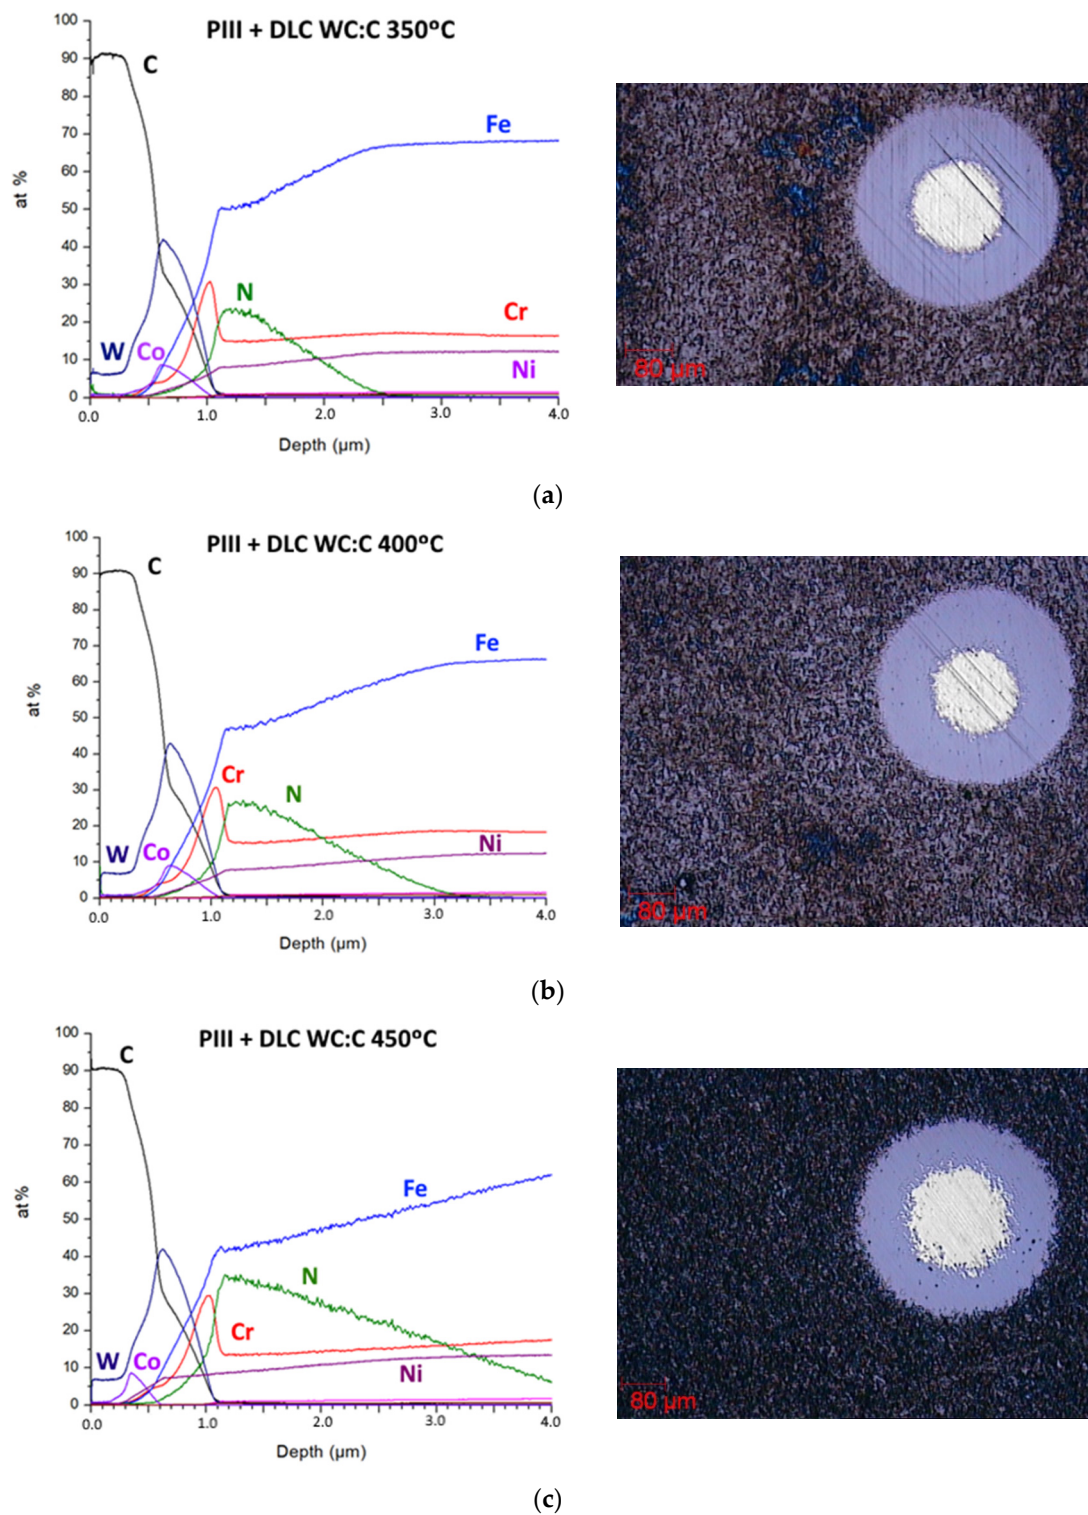 PIII + DLC WC:C 350ºC
100
90
80
70
60
50
40
30
20
10
0
at %
C
Fe
N
Cr
W
Co
Ni
0.0 1.0 2.0 3.0 4.0
Depth (µm)
80 µm
(a)
PIII + DLC WC:C 400ºC
100
90
80
70
60
50
40
30
20
10
0
at %
C
Fe
Cr
N
W
Co
Ni
0.0 1.0 2.0 3.0 4.0
Depth (µm)
80 µm
(b)
PIII + DLC WC:C 450ºC
100
90
80
70
60
50
40
30
20
10
0
at %
C
Fe
N
Cr
W
Co
Ni
0.0 1.0 2.0 3.0 4.0
Depth (µm)
80 µm
(c)